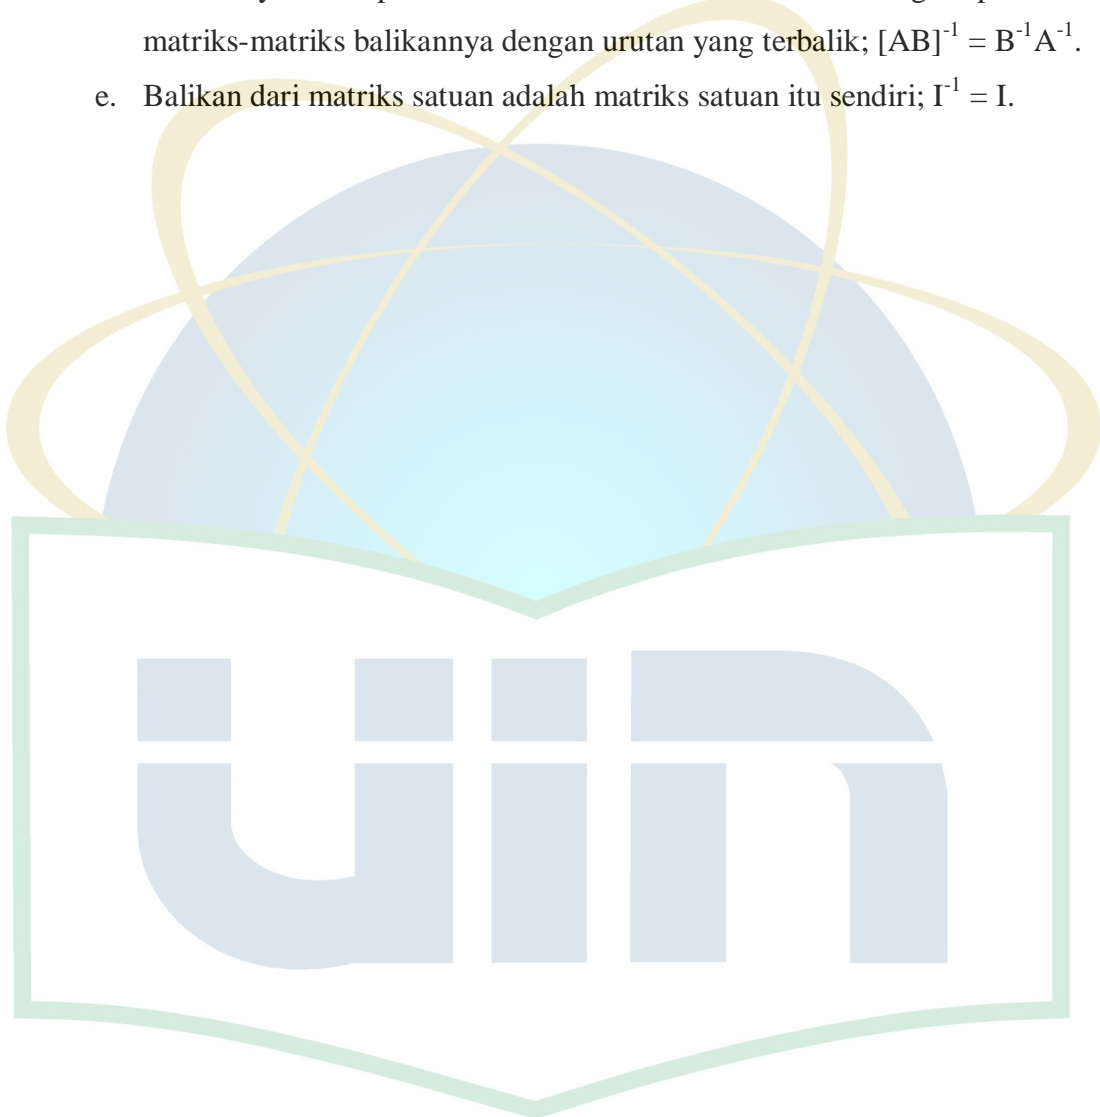 matriks-matriks balikannya dengan urutan yang terbalik; [AB]⁻¹ = B⁻¹A⁻¹.
e. Balikan dari matriks satuan adalah matriks satuan itu sendiri; I⁻¹ = I.
uin